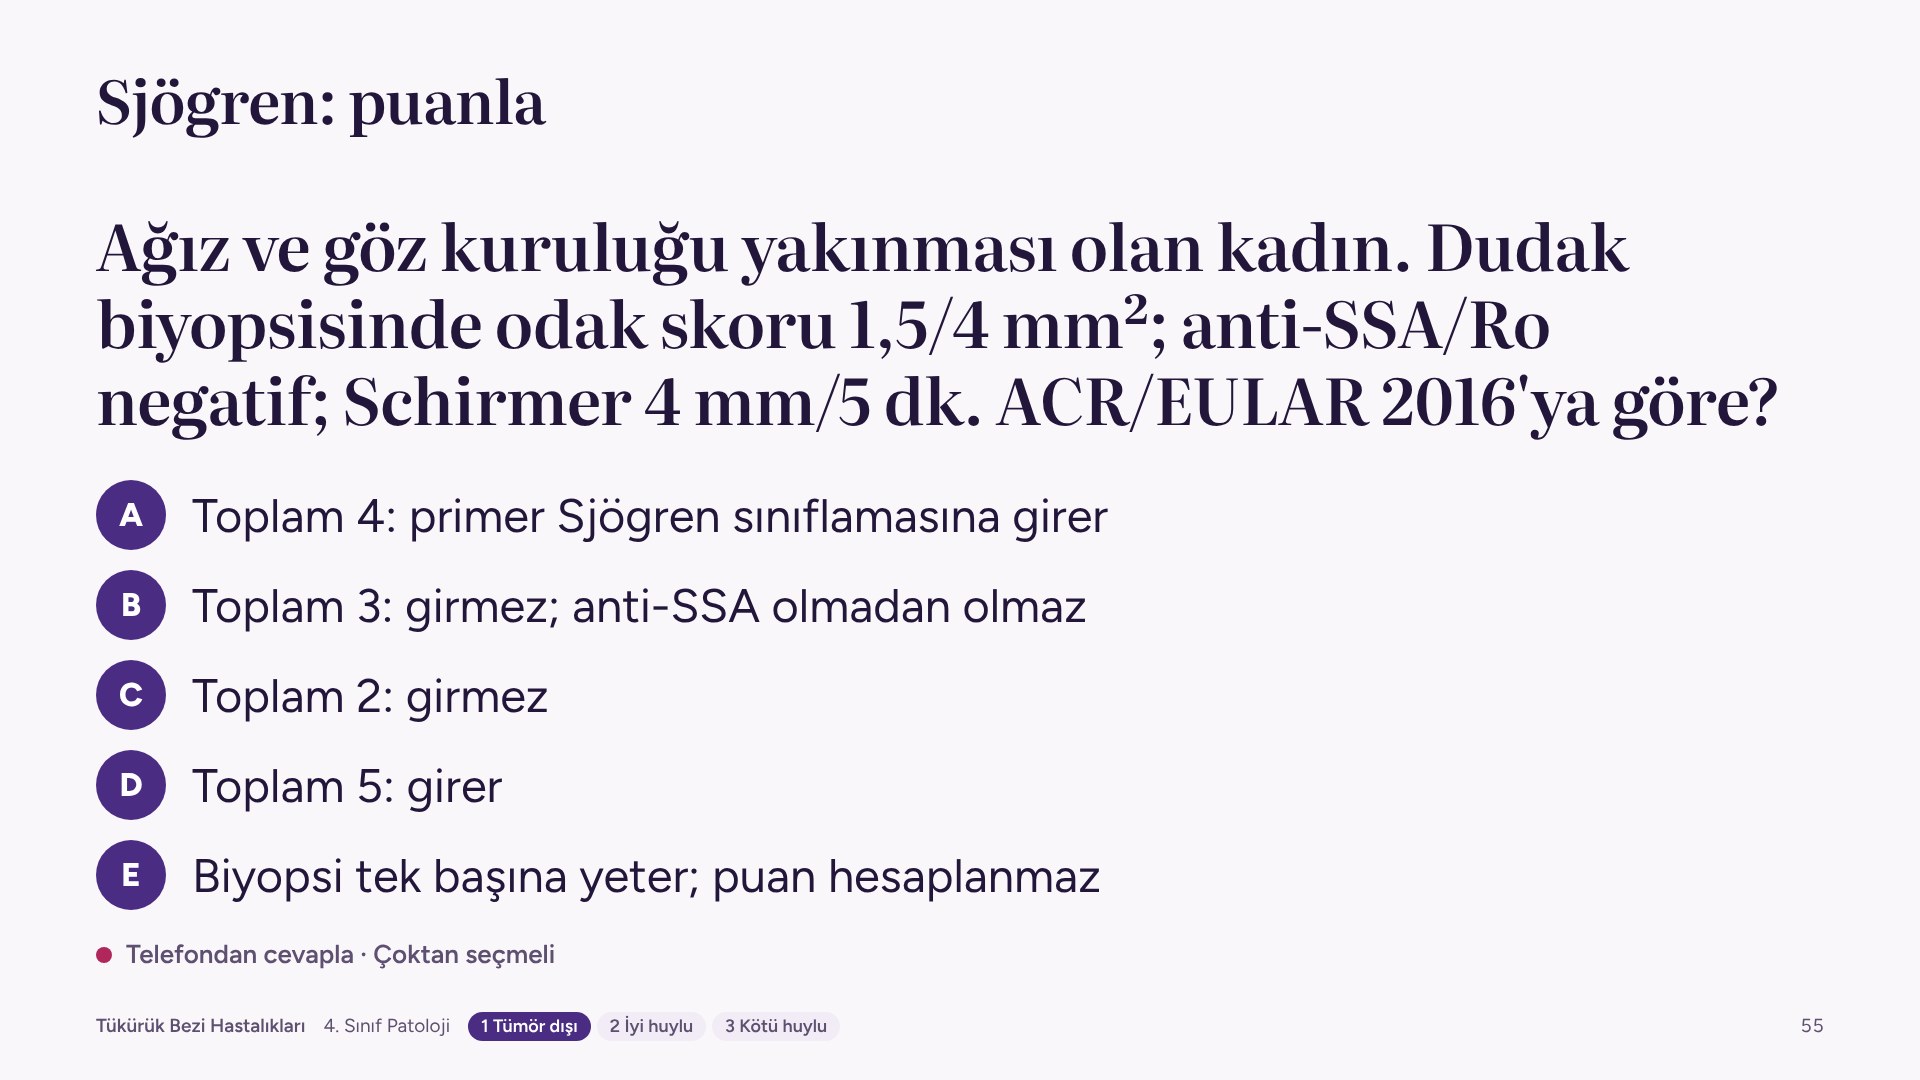 Sjögren: puanla
Ağız ve göz kuruluğu yakınması olan kadın. Dudak
biyopsisinde odak skoru 1,5/4 mm²; anti-SSA/Ro
negatif; Schirmer 4 mm/5 dk. ACR/EULAR 2016'ya göre?
A Toplam 4: primer Sjögren sınıflamasına girer
B Toplam 3: girmez; anti-SSA olmadan olmaz
C Toplam 2: girmez
D Toplam 5: girer
E Biyopsi tek başına yeter; puan hesaplanmaz
Telefondan cevapla · Çoktan seçmeli
Tükürük Bezi Hastalıkları 4. Sınıf Patoloji 1 Tümör dışı 2 İyi huylu 3 Kötü huylu 55